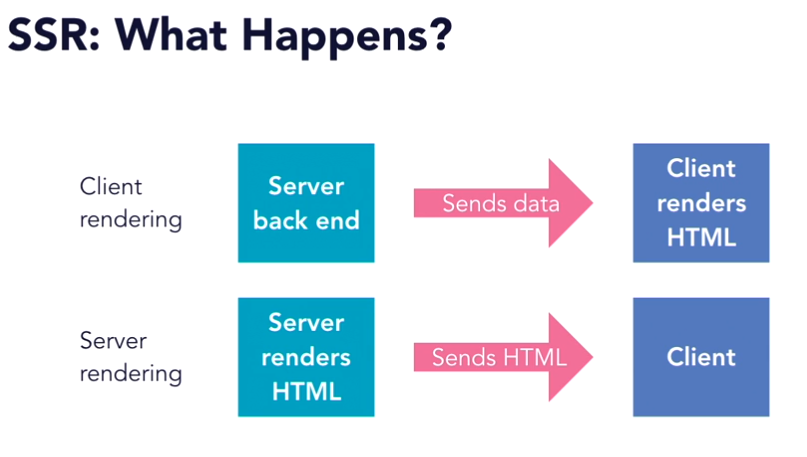 SSR: What Happens?
Client
rendering
Server
back end
Sends data
Client
renders
HTML
Server
rendering
Server
renders
HTML
Sends HTML
Client